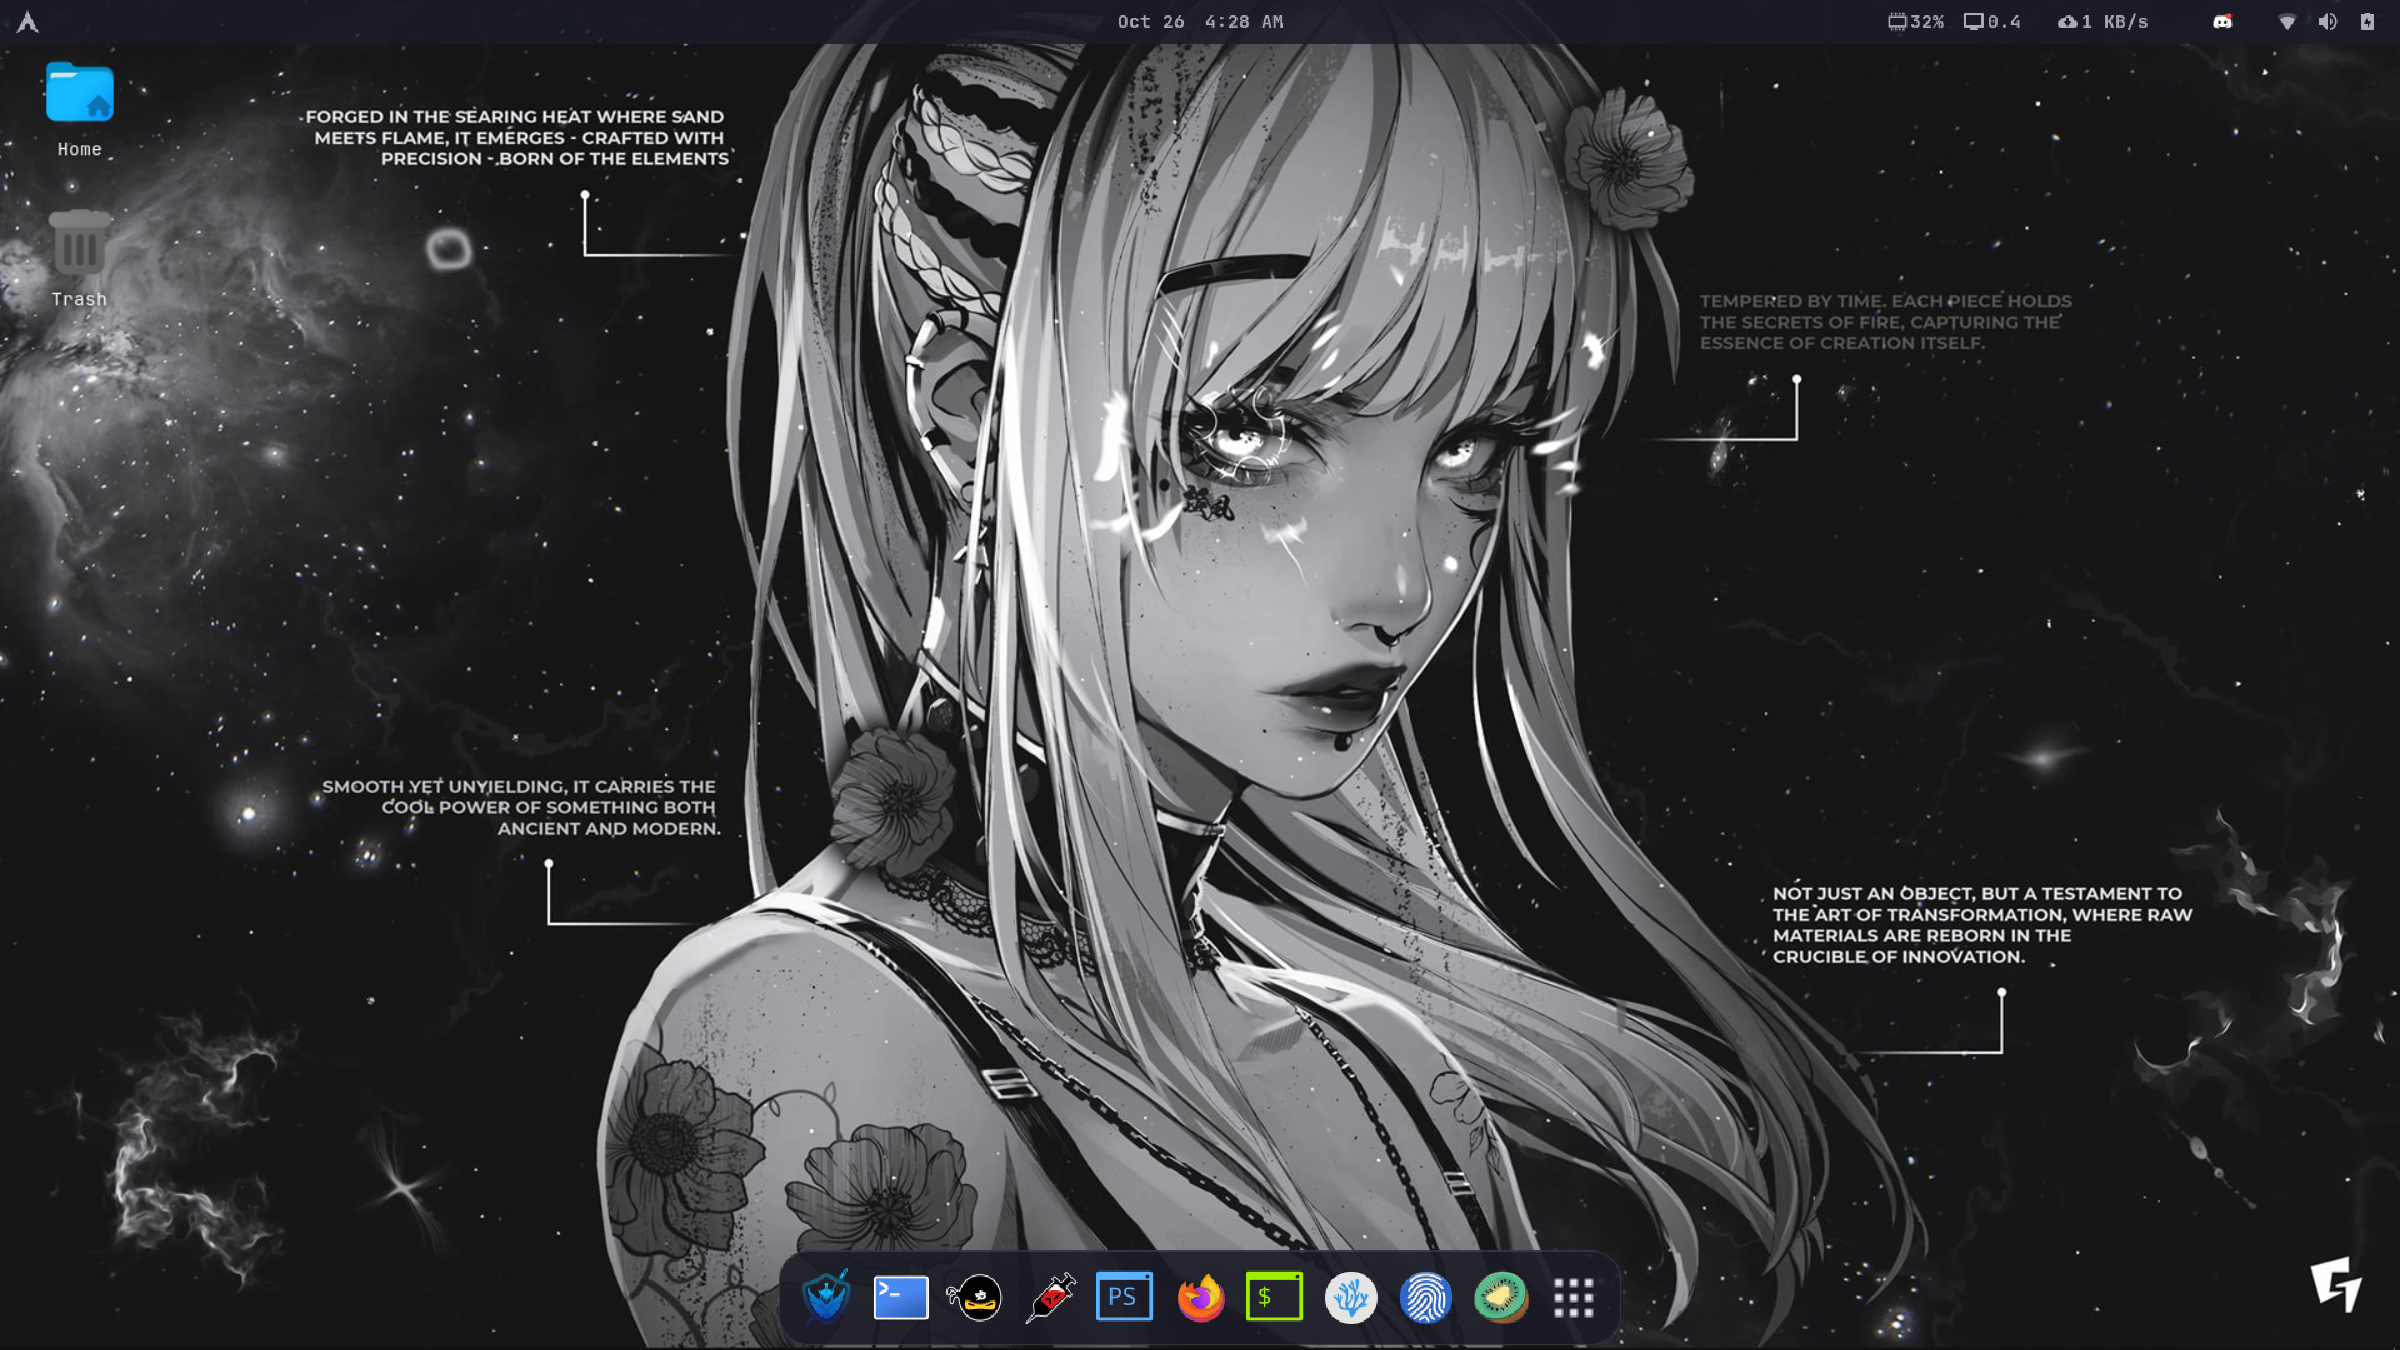 Oct 26 4:28 AM
32% 0.4 1 KB/s
Home
Trash
FORGED IN THE SEARING HEAT WHERE SAND
MEETS FLAME, IT EMERGES - CRAFTED WITH
PRECISION - BORN OF THE ELEMENTS
TEMPERED BY TIME. EACH PIECE HOLDS
THE SECRETS OF FIRE, CAPTURING THE
ESSENCE OF CREATION ITSELF.
SMOOTH YET UNYIELDING, IT CARRIES THE
COOL POWER OF SOMETHING BOTH
ANCIENT AND MODERN.
NOT JUST AN OBJECT, BUT A TESTAMENT TO
THE ART OF TRANSFORMATION, WHERE RAW
MATERIALS ARE REBORN IN THE
CRUCIBLE OF INNOVATION.
>_
PS
$